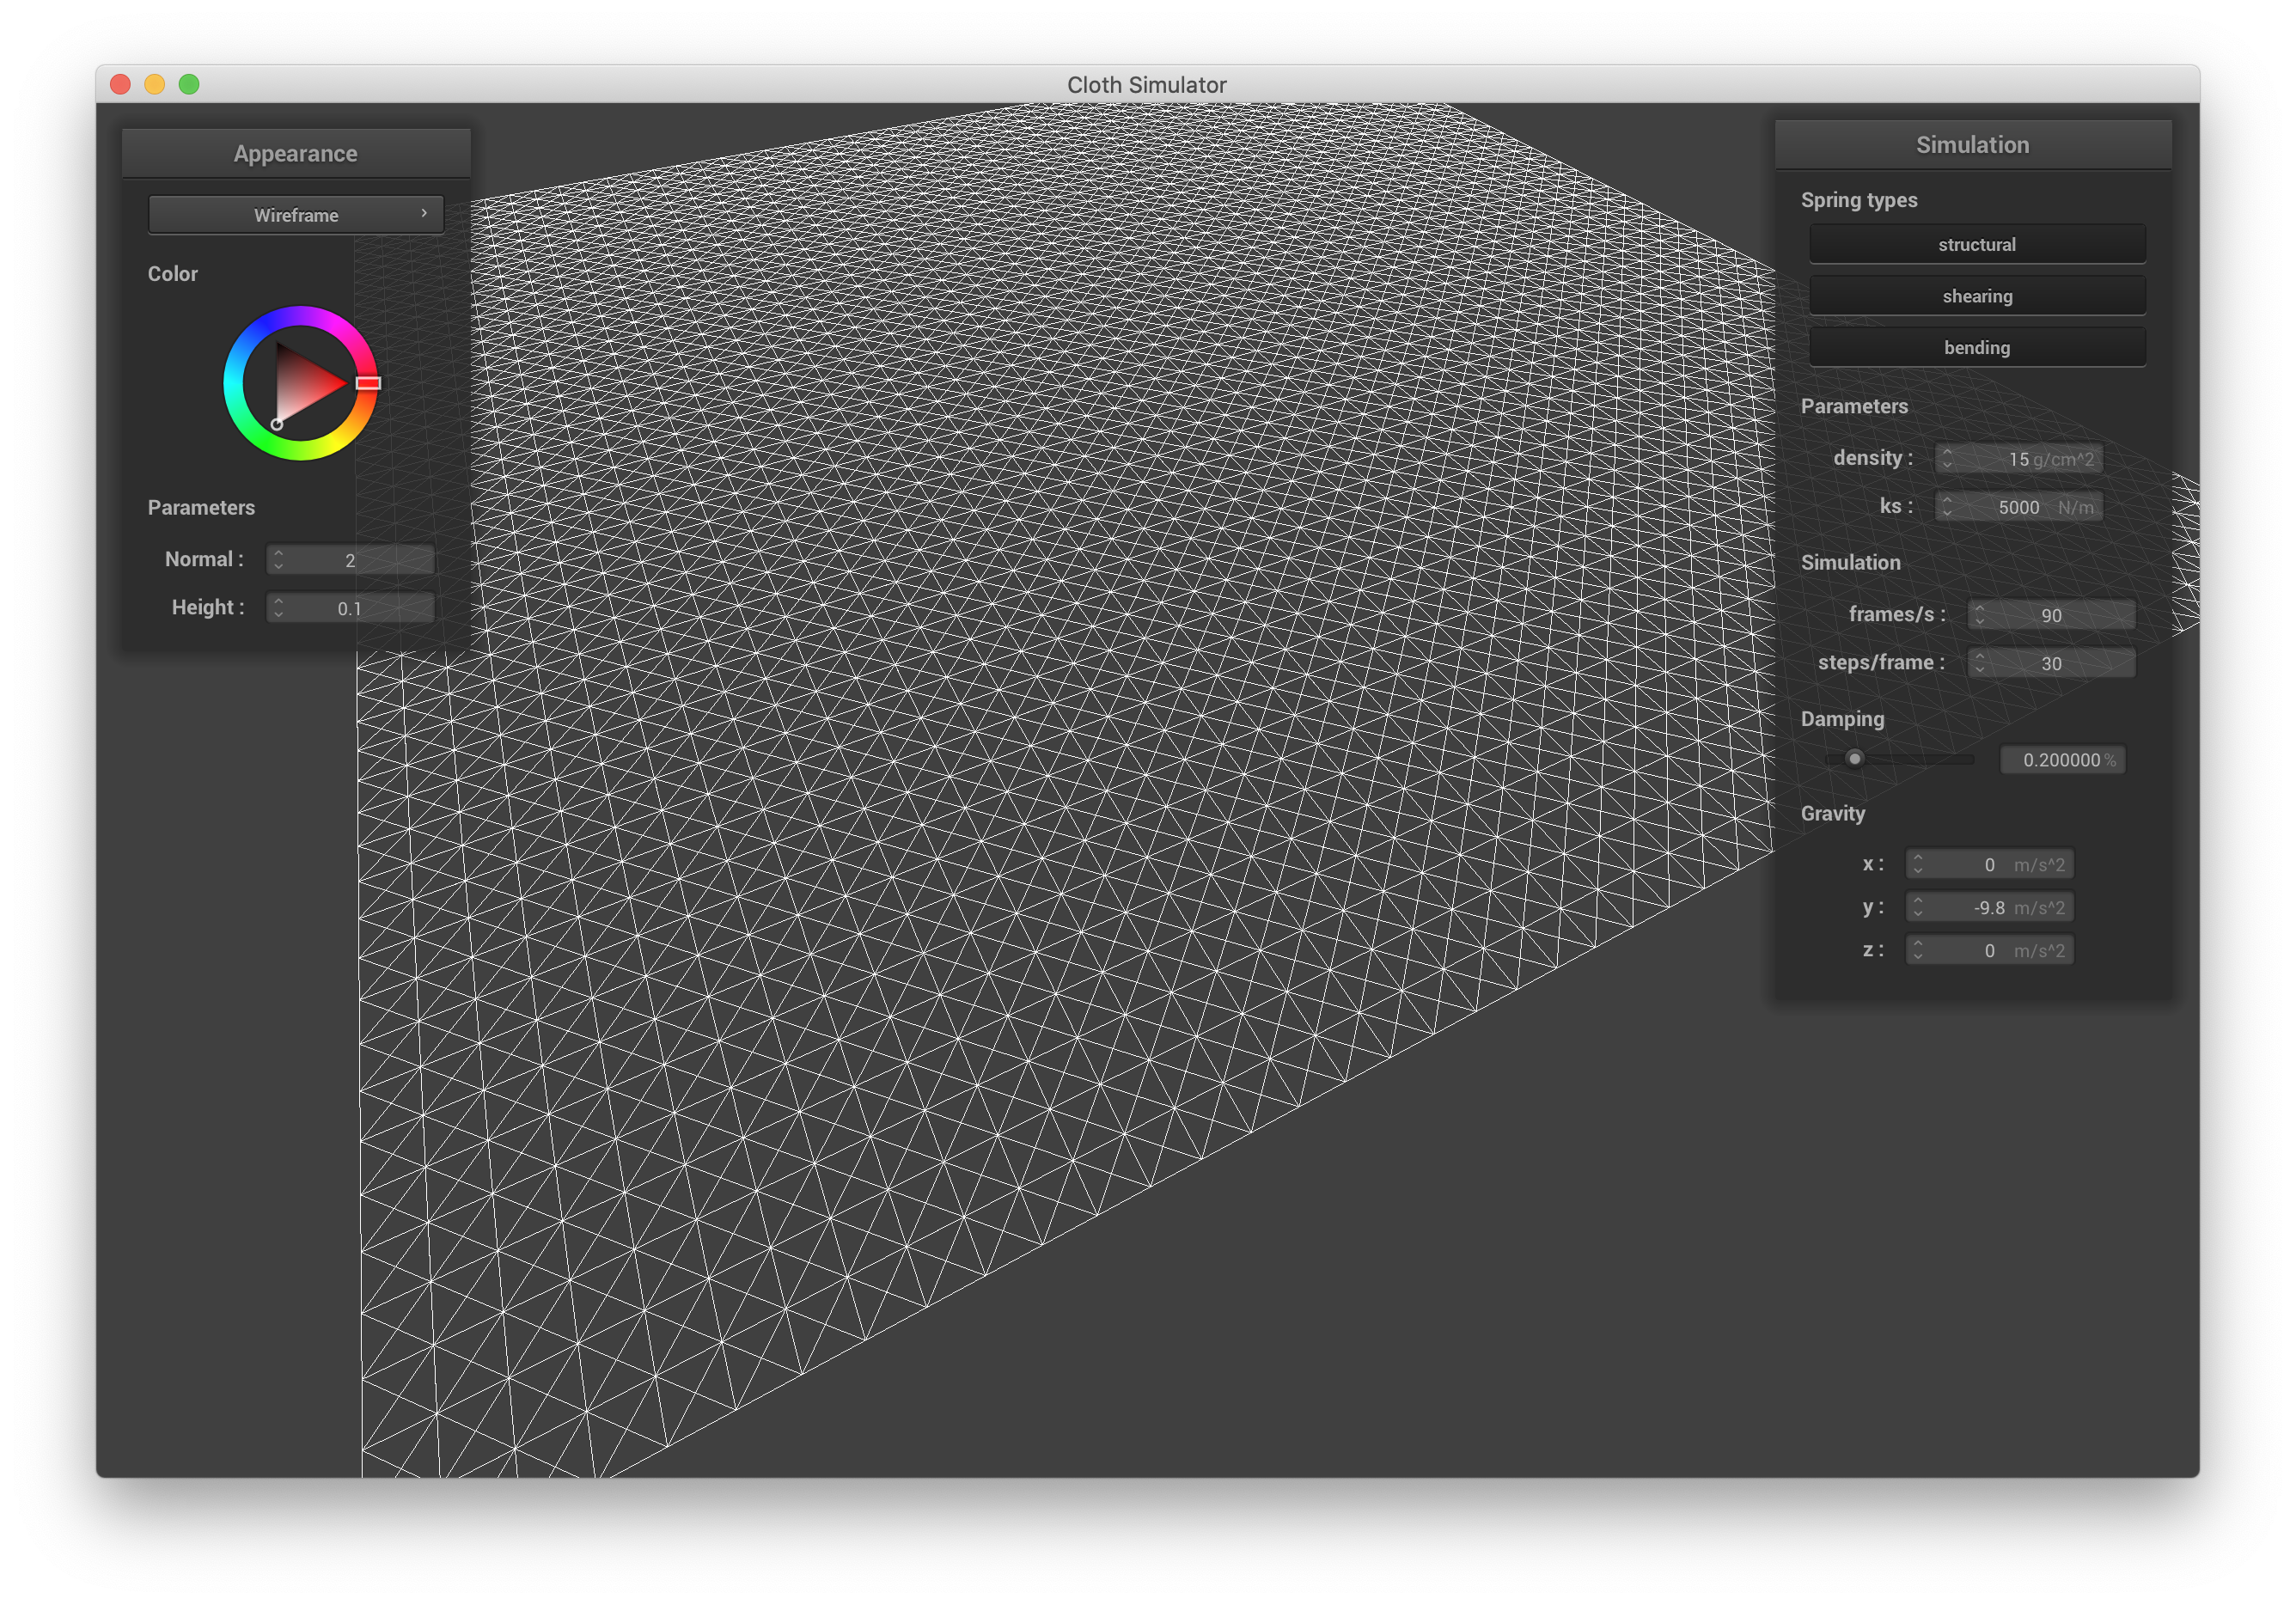 Cloth Simulator
Appearance
Wireframe
Color
Parameters
Normal : 2
Height : 0.1
Simulation
Spring types
structural
shearing
bending
Parameters
density : 15 g/cm^2
ks : 5000 N/m
Simulation
frames/s : 90
steps/frame : 30
Damping
0.200000 %
Gravity
x : 0 m/s^2
y : -9.8 m/s^2
z : 0 m/s^2